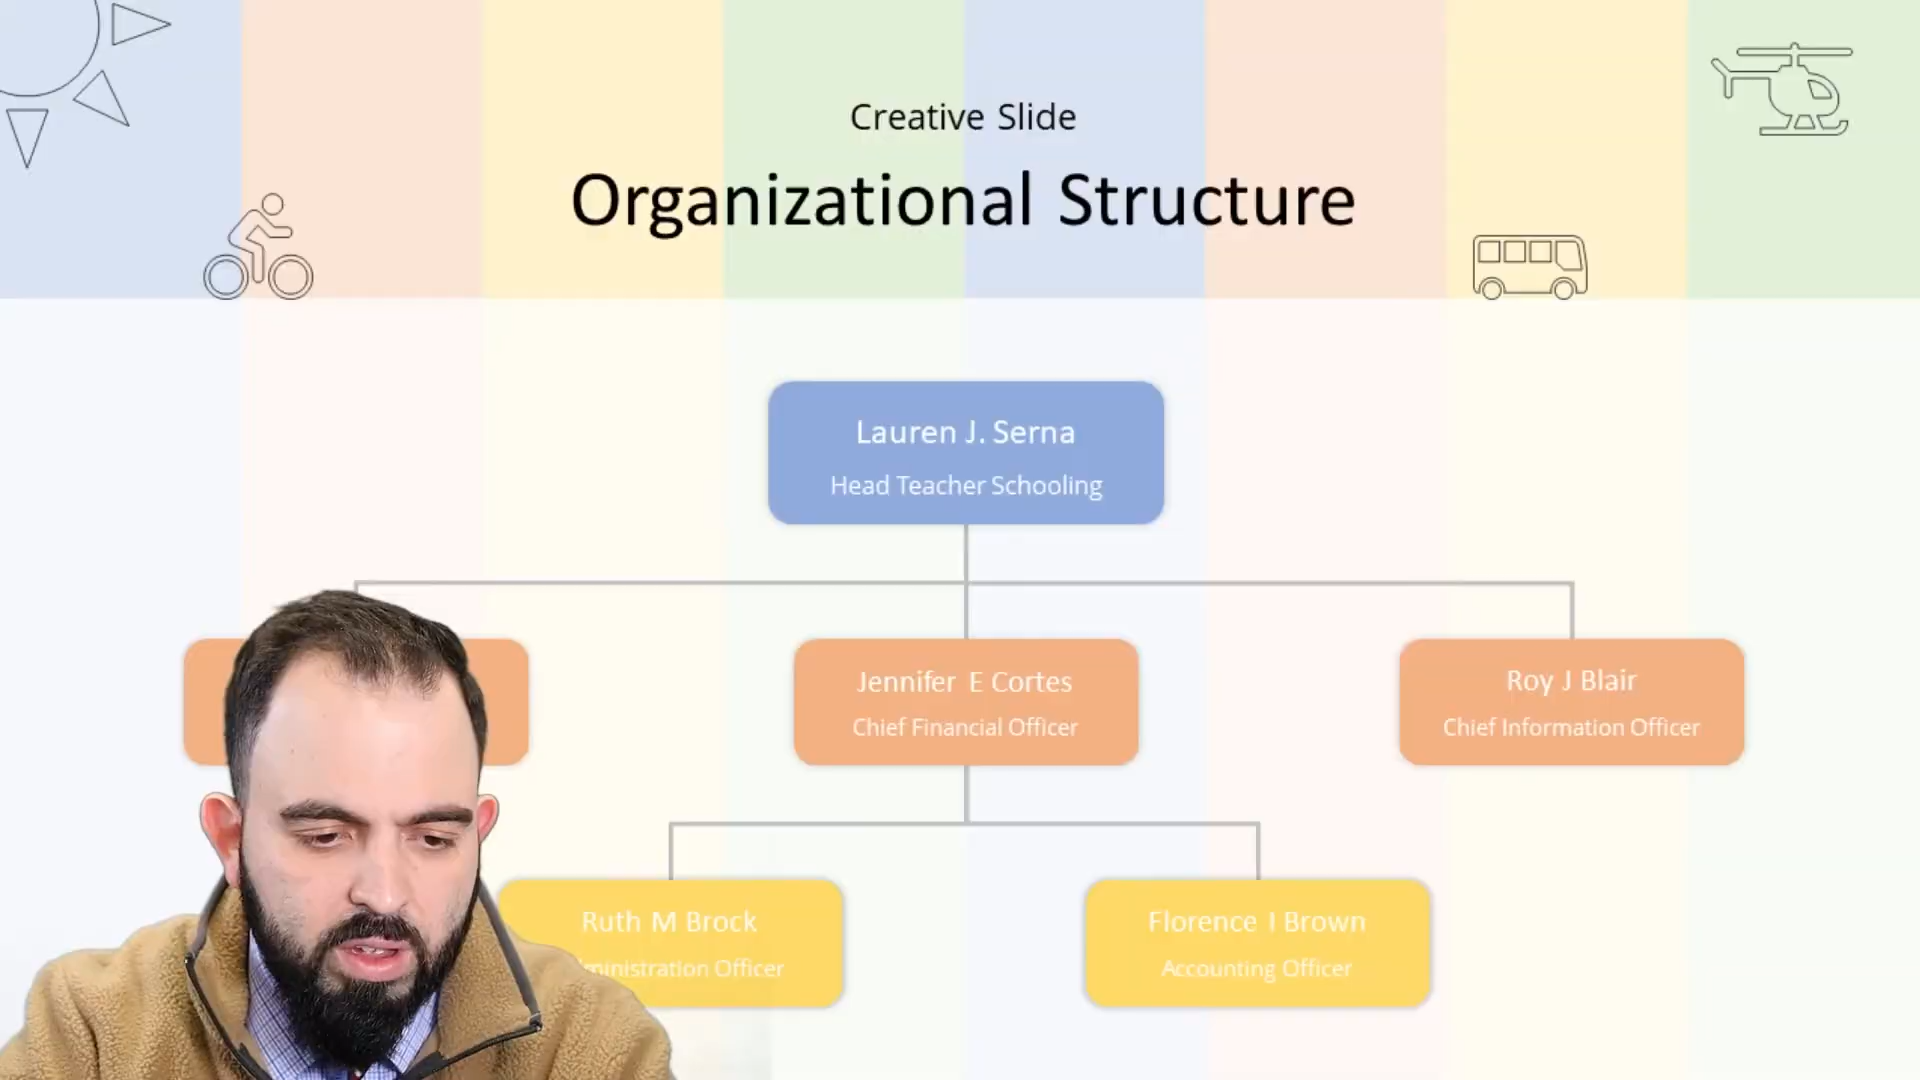 Creative Slide
Organizational Structure
Lauren J. Serna
Head Teacher Schooling
Jennifer E Cortes
Chief Financial Officer
Roy J Blair
Chief Information Officer
Ruth M Brock
Officer
Florence I Brown
Accounting Officer